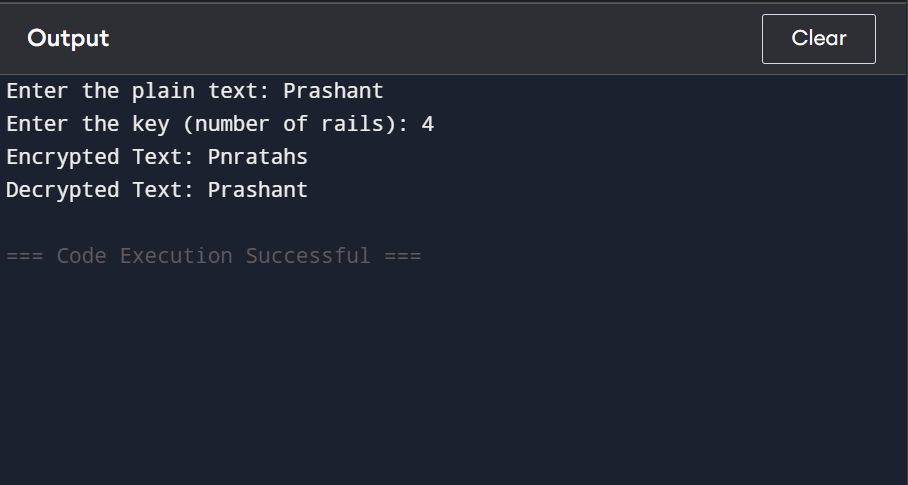 Output
Clear
Enter the plain text: Prashant
Enter the key (number of rails): 4
Encrypted Text: Pnratahs
Decrypted Text: Prashant
=== Code Execution Successful ===